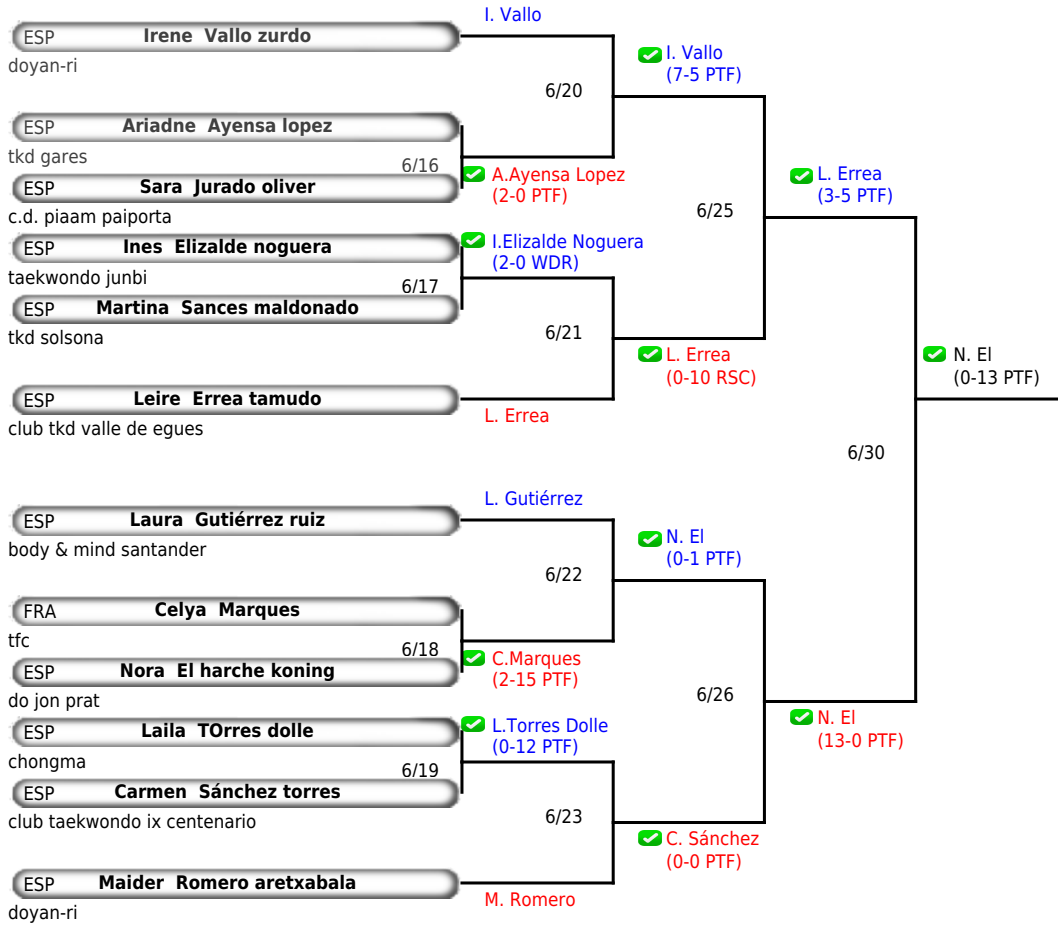 I. Vallo
ESP Irene Vallo zurdo
doyan-ri
I. Vallo
(7-5 PTF)
6/20
ESP Ariadne Ayensa lopez
tkd gares
6/16
A.Ayensa Lopez
(2-0 PTF)
ESP Sara Jurado oliver
c.d. piaam paiporta
L. Errea
(3-5 PTF)
6/25
ESP Ines Elizalde noguera
taekwondo junbi
I.Elizalde Noguera
(2-0 WDR)
6/17
ESP Martina Sances maldonado
tkd solsona
6/21
L. Errea
(0-10 RSC)
ESP Leire Errea tamudo
club tkd valle de egues
L. Errea
N. El
(0-13 PTF)
6/30
L. Gutiérrez
ESP Laura Gutiérrez ruiz
body & mind santander
N. El
(0-1 PTF)
6/22
FRA Celya Marques
tfc
6/18
C.Marques
(2-15 PTF)
ESP Nora El harche koning
do jon prat
6/26
N. El
(13-0 PTF)
ESP Laila TOrres dolle
chongma
L.Torres Dolle
(0-12 PTF)
6/19
ESP Carmen Sánchez torres
club taekwondo ix centenario
6/23
C. Sánchez
(0-0 PTF)
ESP Maider Romero aretxabala
doyan-ri
M. Romero